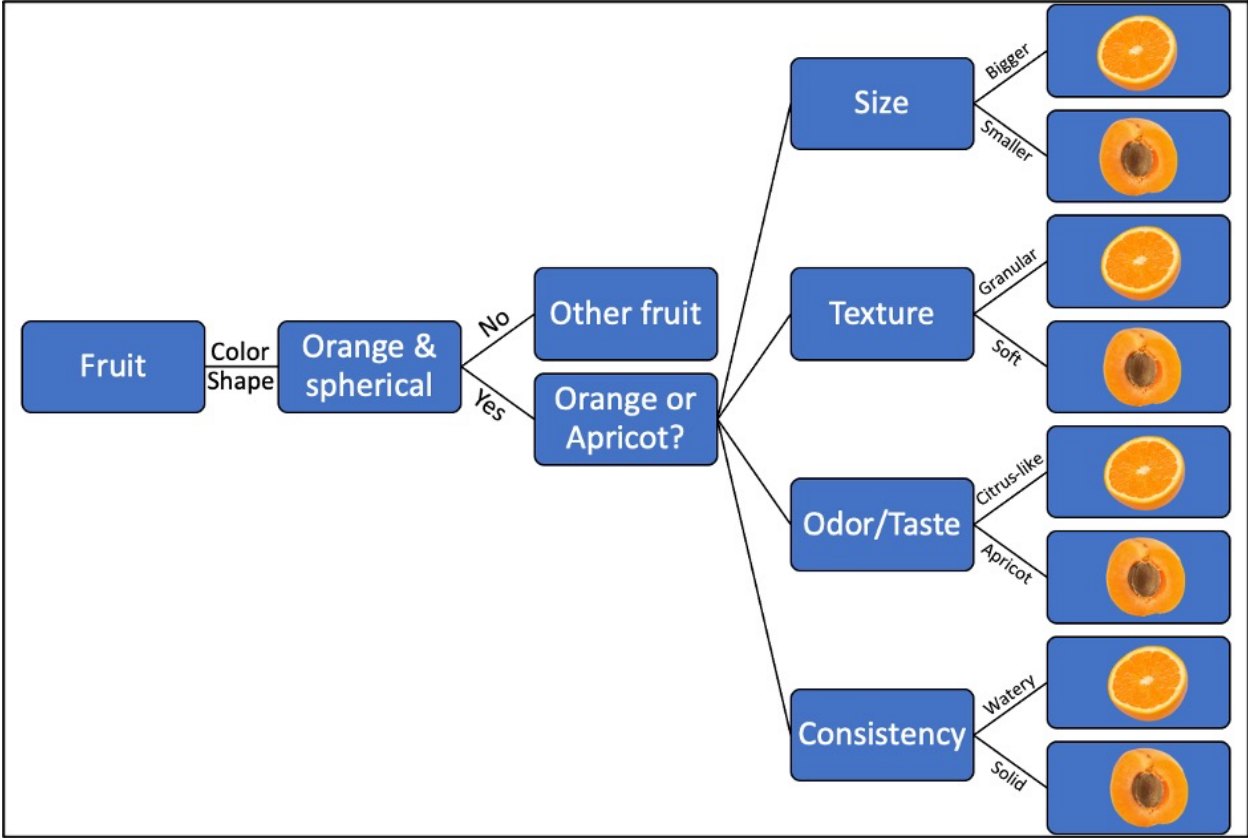 Fruit
Color
Shape
Orange &
spherical
No
Yes
Other fruit
Orange or
Apricot?
Size
Bigger
Smaller
Texture
Granular
Soft
Odor/Taste
Citrus-like
Apricot
Consistency
Watery
Solid